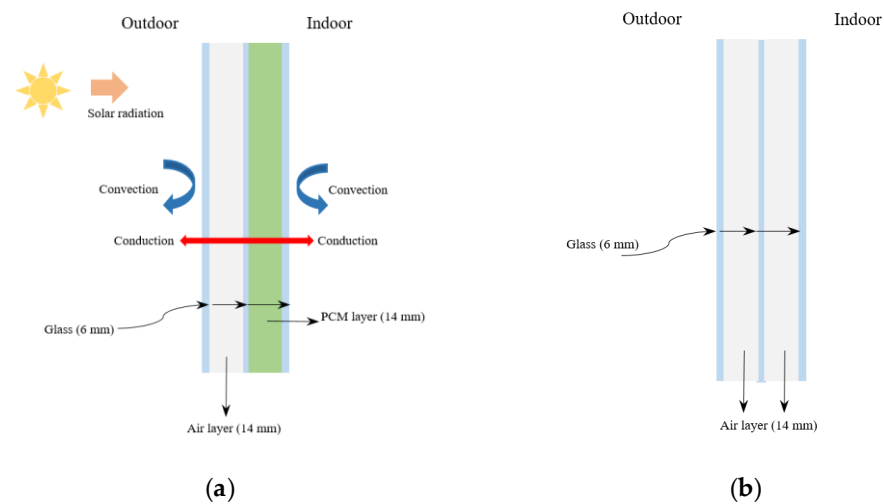 Outdoor
Indoor
Solar radiation
Convection
Convection
Conduction
Conduction
Glass (6 mm)
PCM layer (14 mm)
Air layer (14 mm)
(a)
Outdoor
Indoor
Glass (6 mm)
Air layer (14 mm)
(b)